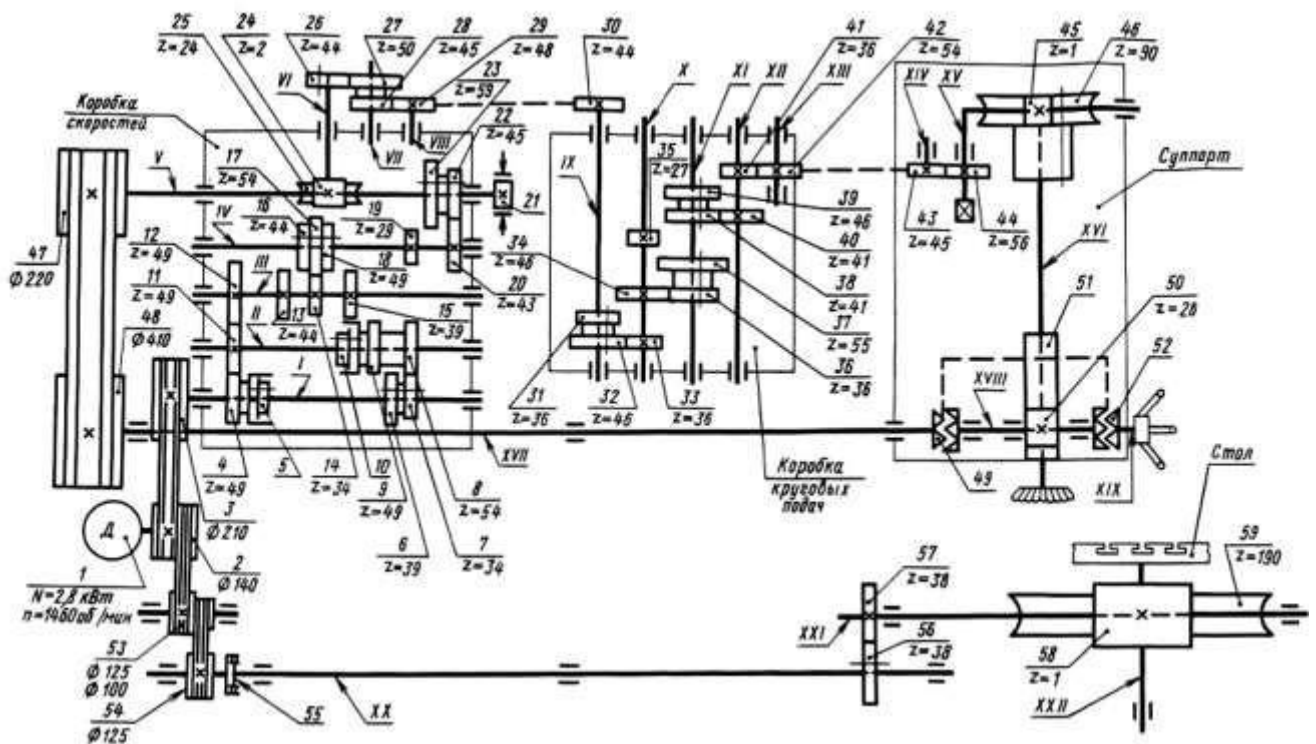 25
z=24
24
z=2
26
z=44
27
z=50
28
z=45
29
z=48
30
z=44
41
z=36
42
z=54
45
z=1
46
z=90
23
z=59
22
z=45
VI
VII
VIII
X
XI
XII
XIII
XIV
XV
Коробка
скоростей
17
z=54
V
35
z=27
IX
Суппорт
21
16
z=44
IV
19
z=29
39
z=46
43
z=45
44
z=56
12
z=49
47
Ф220
34
z=46
40
z=41
XVI
III
18
z=49
20
z=43
38
z=41
51
50
z=28
11
z=49
II
13
z=44
15
z=39
37
z=55
52
48
Ф410
I
36
z=36
XVIII
31
z=36
32
z=46
33
z=36
XVII
4
z=49
5
14
z=34
10
9
z=49
8
z=54
Коробка
круговых
подач
49
XIX
Стол
3
Ф210
6
z=39
7
z=34
59
z=190
Д
2
Ф140
57
z=38
1
N=2,8 кВт
n=1460 об/мин
XXI
53
Ф125
Ф100
56
z=38
58
z=1
54
Ф125
55
XX
XXII